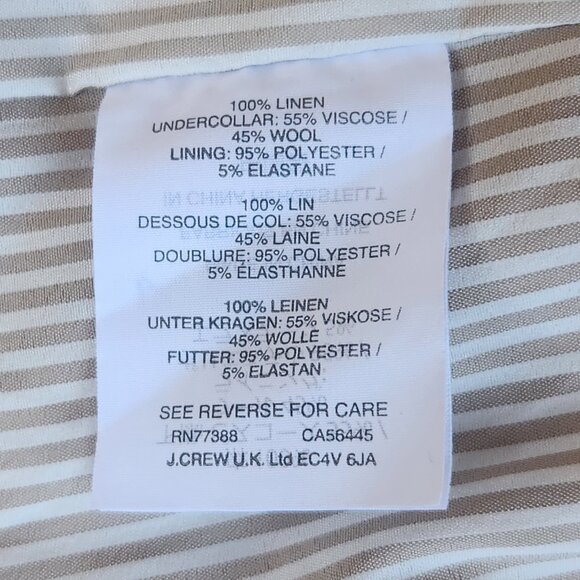 100% LINEN
UNDERCOLLAR: 55% VISCOSE /
45% WOOL
LINING: 95% POLYESTER /
5% ELASTANE
100% LIN
DESSOUS DE COL: 55% VISCOSE /
45% LAINE
DOUBLURE: 95% POLYESTER /
5% ÉLASTHANNE
100% LEINEN
UNTER KRAGEN: 55% VISKOSE /
45% WOLLE
FUTTER: 95% POLYESTER /
5% ELASTAN
SEE REVERSE FOR CARE
RN77388 CA56445
J.CREW U.K. Ltd EC4V 6JA